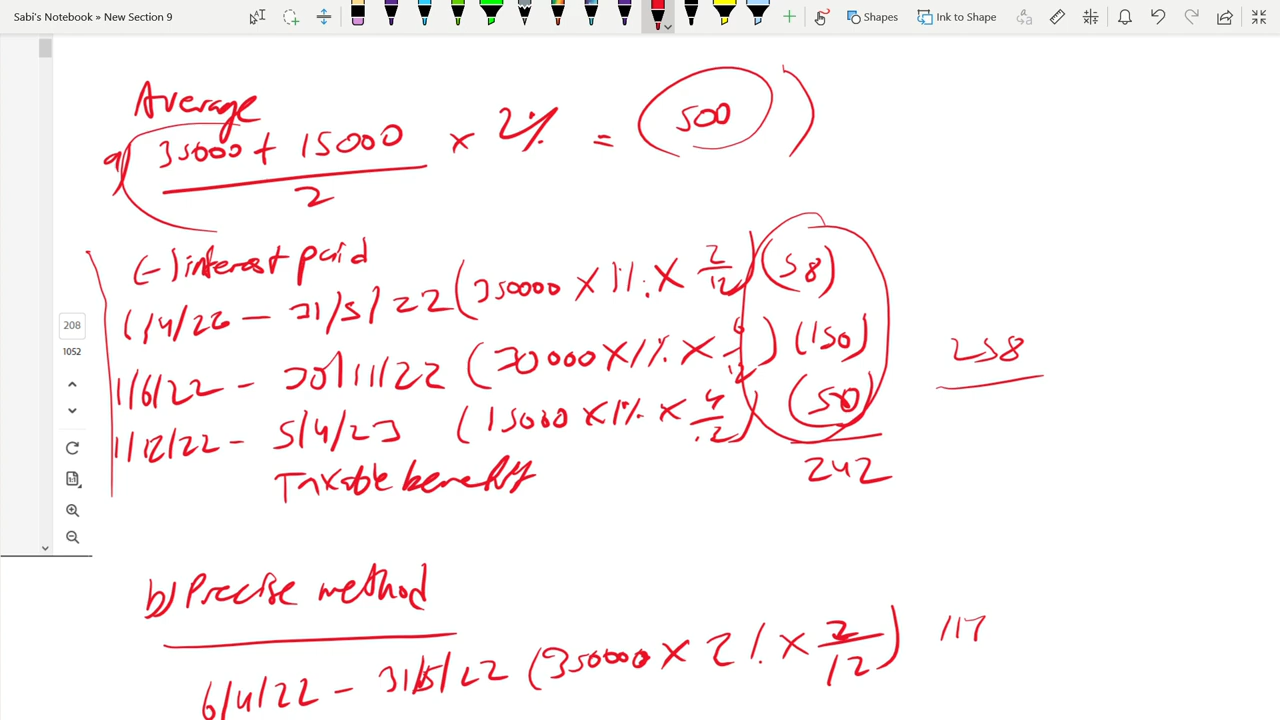 Sabi's Notebook » New Section 9
Shapes
Ink to Shape
Average
a) 35000 + 15000 / 2 × 2% = 500
(-) interest paid
6/4/22 - 31/5/22 (350000 × 1% × 2/12) (58)
1/6/22 - 30/11/22 (30000 × 1% × 6/12) (150)
258
1/12/22 - 5/4/23 (15000 × 1% × 4/12) (50)
Taxable benefit 242
208
1052
b) Precise method
6/4/22 - 31/5/22 (350000 × 2% × 2/12) 117